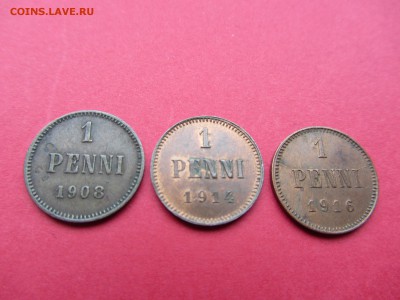 COINS.LAVE.RU
1
PENNI
1908
1
PENNI
1914
1
PENNI
1916